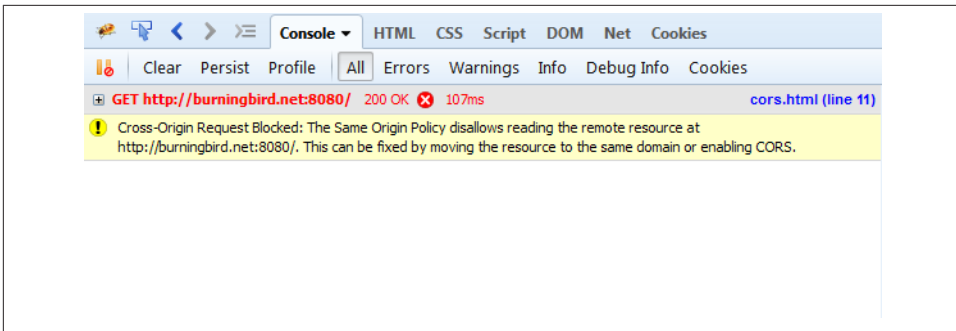 Console HTML CSS Script DOM Net Cookies
Clear Persist Profile All Errors Warnings Info Debug Info Cookies
GET http://burningbird.net:8080/ 200 OK 107ms cors.html (line 11)
Cross-Origin Request Blocked: The Same Origin Policy disallows reading the remote resource at
http://burningbird.net:8080/. This can be fixed by moving the resource to the same domain or enabling CORS.